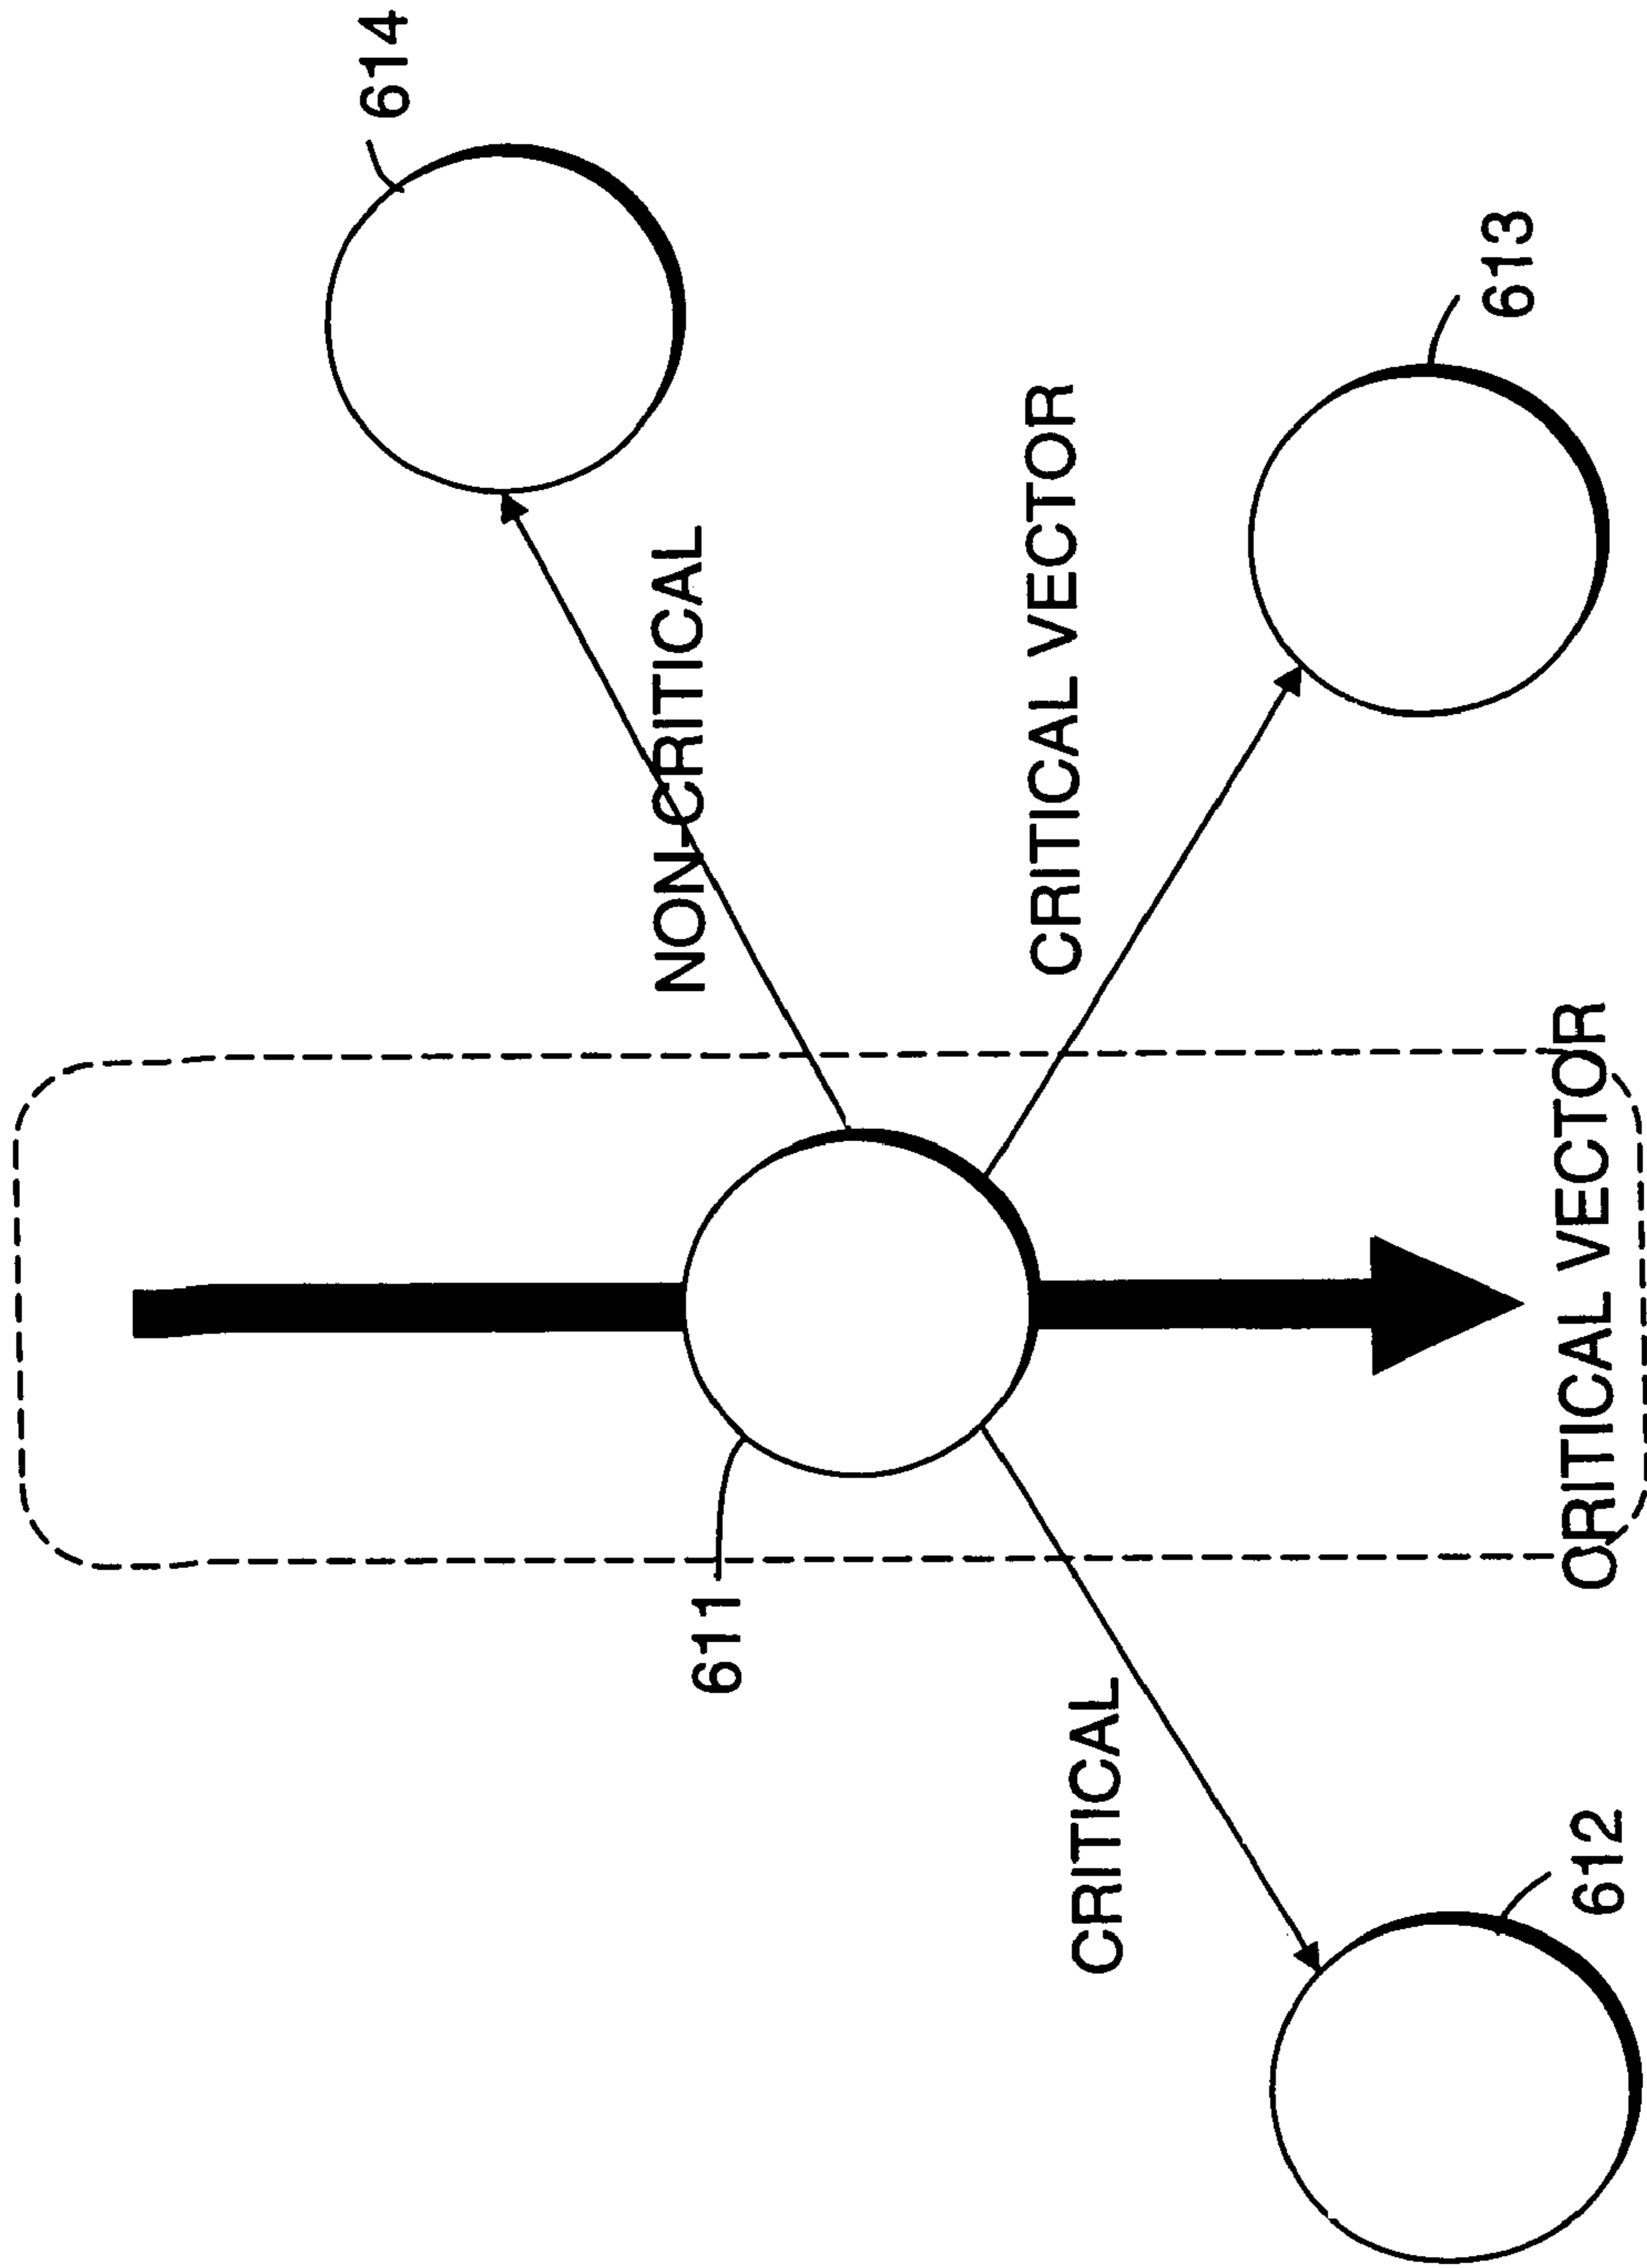 614
NON-CRITICAL
611
CRITICAL
CRITICAL VECTOR
613
612
CRITICAL VECTOR